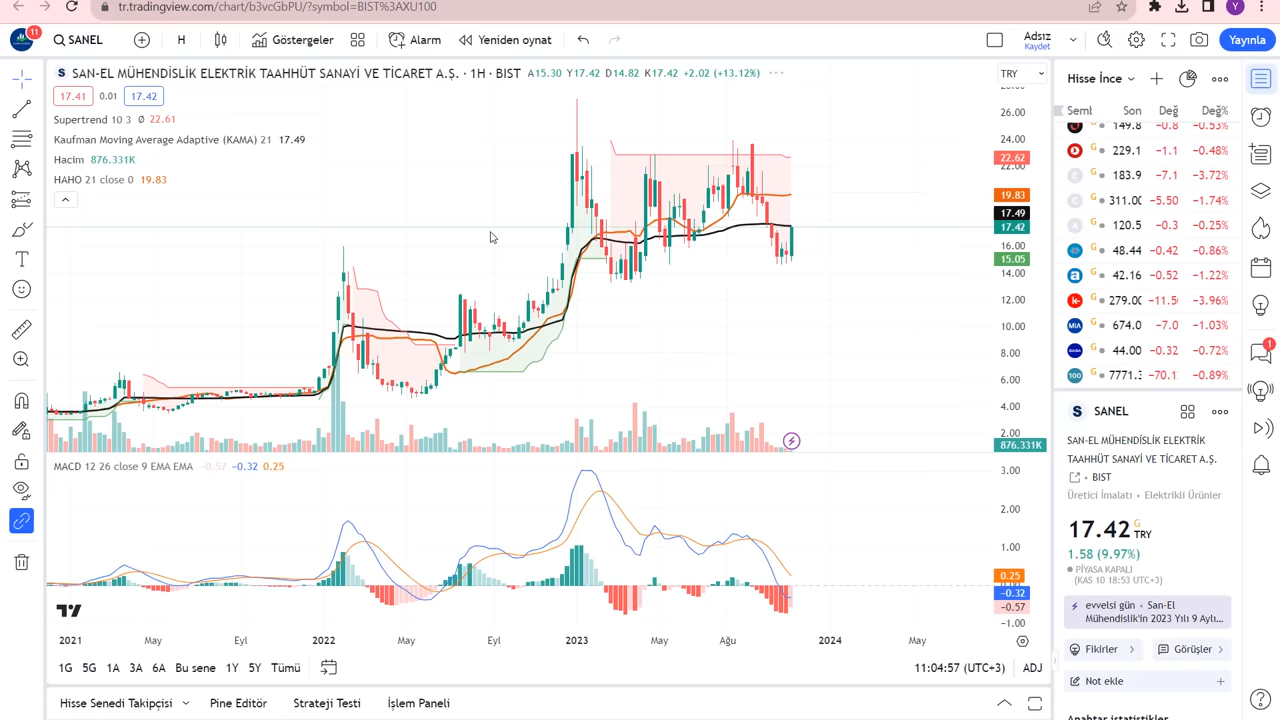 tr.tradingview.com/chart/b3vcGbPU/?symbol=BIST%3AXU100
Y
11
SANEL
H
Göstergeler
Alarm
Yeniden oynat
Adsız
Kaydet
Yayınla
S SAN-EL MÜHENDİSLİK ELEKTRİK TAAHHÜT SANAYİ VE TİCARET A.Ş. · 1H · BIST A15.30 Y17.42 D14.82 K17.42 +2.02 (+13.12%)
17.41 0.01 17.42
Supertrend 10 3 Ø 22.61
Kaufman Moving Average Adaptive (KAMA) 21 17.49
Hacim 876.331K
HAHO 21 close 0 19.83
TRY
26.00
24.00
22.62
22.00
19.83
17.49
17.42
16.00
15.05
14.00
12.00
10.00
8.00
6.00
4.00
2.00
876.331K
MACD 12 26 close 9 EMA EMA −0.57 −0.32 0.25
3.00
2.00
1.00
0.25
−0.32
−0.57
−1.00
2021 May Eyl 2022 May Eyl 2023 May Ağu 2024 May
1G 5G 1A 3A 6A Bu sene 1Y 5Y Tümü
11:04:57 (UTC+3) ADJ
Hisse Senedi Takipçisi Pine Editör Strateji Testi İşlem Paneli
Hisse İnce
Seml Son Değ Değ%
G 149.8 −0.8 −0.53%
G 229.1 −1.1 −0.48%
E G 183.9 −7.1 −3.72%
G 311.00 −5.50 −1.74%
A G 120.5 −0.3 −0.25%
G 48.44 −0.42 −0.86%
G 42.16 −0.52 −1.22%
G 279.00 −11.5 −3.96%
MIA G 674.0 −7.0 −1.03%
G 44.00 −0.32 −0.72%
100 G 7771.3 −70.1 −0.89%
S SANEL
SAN-EL MÜHENDİSLİK ELEKTRİK
TAAHHÜT SANAYİ VE TİCARET A.Ş.
BIST
Üretici İmalatı • Elektrikli Ürünler
17.42 G TRY
1.58 (9.97%)
PİYASA KAPALI
(KAS 10 18:53 UTC+3)
evvelsi gün • San-El
Mühendislik'in 2023 Yılı 9 Aylı...
Fikirler Görüşler
Not ekle
Anahtar istatistikler
1